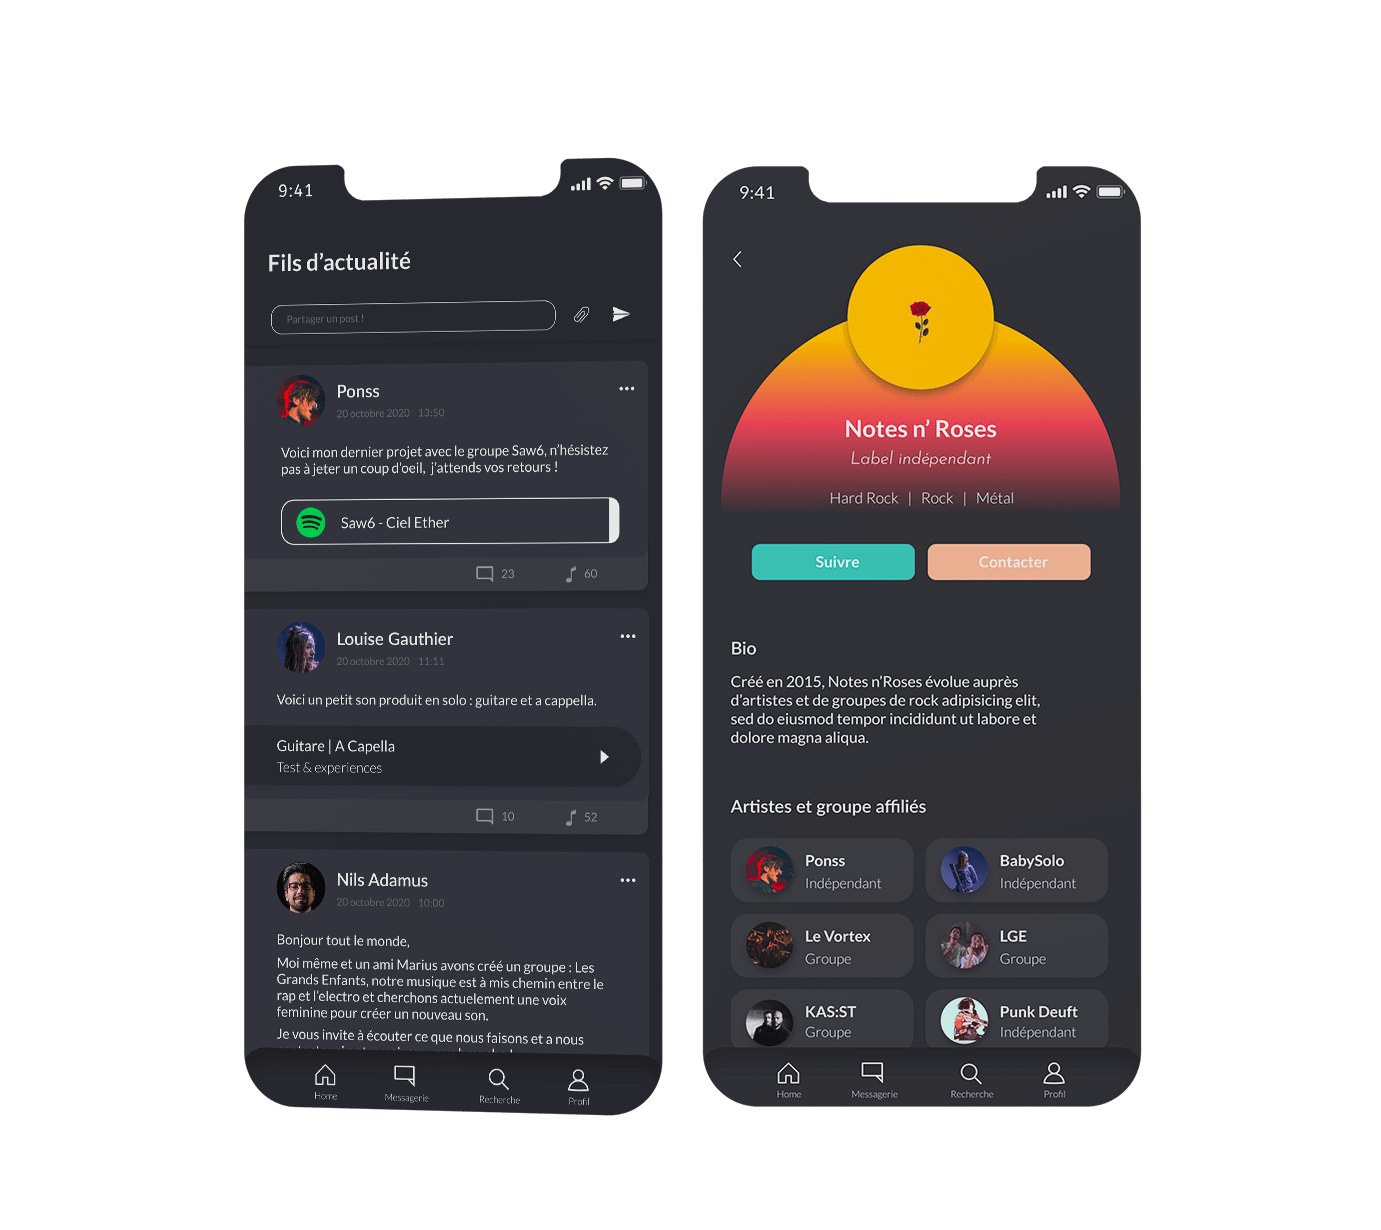 9:41
Fils d’actualité
Partager un post !
Ponss
20 octobre 2020 13:50
Voici mon dernier projet avec le groupe Saw6, n’hésitez
pas à jeter un coup d’oeil, j’attends vos retours !
Saw6 - Ciel Ether
23 60
Louise Gauthier
20 octobre 2020 11:11
Voici un petit son produit en solo : guitare et a cappella.
Guitare | A Capella
Test & experiences
10 52
Nils Adamus
20 octobre 2020 10:00
Bonjour tout le monde,
Moi même et un ami Marius avons créé un groupe : Les
Grands Enfants, notre musique est à mis chemin entre le
rap et l’electro et cherchons actuelement une voix
feminine pour créer un nouveau son.
Je vous invite à écouter ce que nous faisons et a nous
Home Messagerie Recherche Profil
9:41
Notes n’ Roses
Label indépendant
Hard Rock | Rock | Métal
Suivre Contacter
Bio
Créé en 2015, Notes n’Roses évolue auprès
d’artistes et de groupes de rock adipisicing elit,
sed do eiusmod tempor incididunt ut labore et
dolore magna aliqua.
Artistes et groupe affiliés
Ponss
Indépendant
BabySolo
Indépendant
Le Vortex
Groupe
LGE
Groupe
KAS:ST
Groupe
Punk Deuft
Indépendant
Home Messagerie Recherche Profil